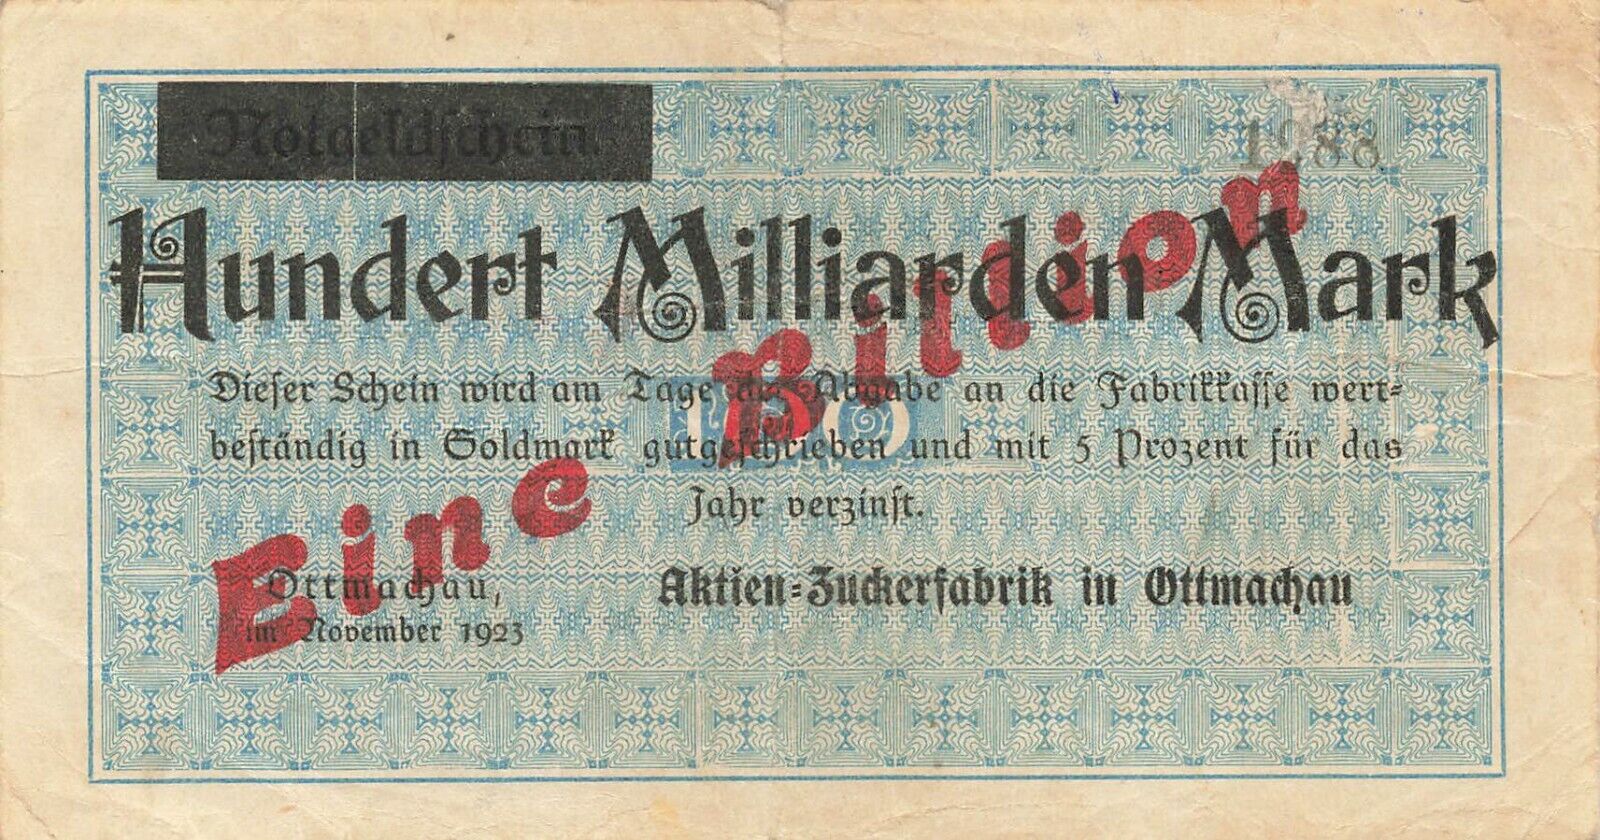 Notgeldschein.
1988
Hundert Milliarden Mark
Eine Billion
Dieser Schein wird am Tage der Abgabe an die Fabrikkasse wert=
beständig in Goldmark gutgeschrieben und mit 5 Prozent für das
Jahr verzinst.
100
Ottmachau,
im November 1923
Aktien=Zuckerfabrik in Ottmachau